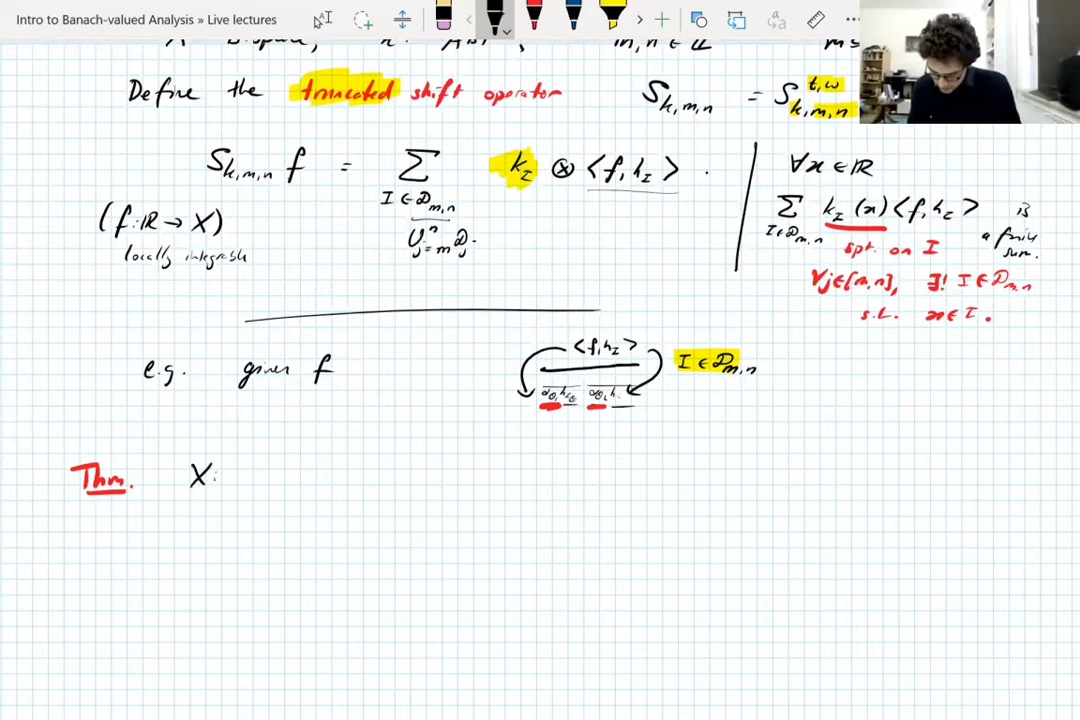 Intro to Banach-valued Analysis » Live lectures
Define the truncated shift operator S_{k,m,n} = S^{t,ω}_{k,m,n}
S_{k,m,n} f = Σ_{I∈𝒟_{m,n}} k_I ⊗ <f, h_I> .
⋃_{j=m}^{n} 𝒟_j
(f: ℝ → X)
locally integrable
∀x ∈ ℝ
Σ_{I∈𝒟_{m,n}} k_I(x) <f, h_I> is a finite sum.
spt. on I
∀j∈[m,n], ∃! I∈𝒟_{m,n}
s.t. x∈I.
e.g. given f <f, h_I> I ∈ 𝒟_{m,n}
Thm. X: